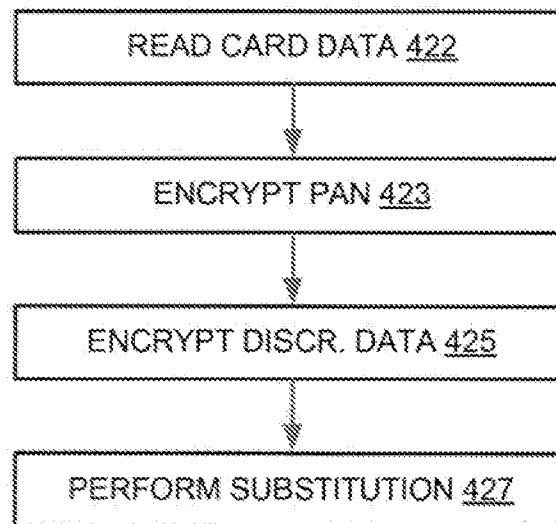 READ CARD DATA 422
ENCRYPT PAN 423
ENCRYPT DISCR. DATA 425
PERFORM SUBSTITUTION 427